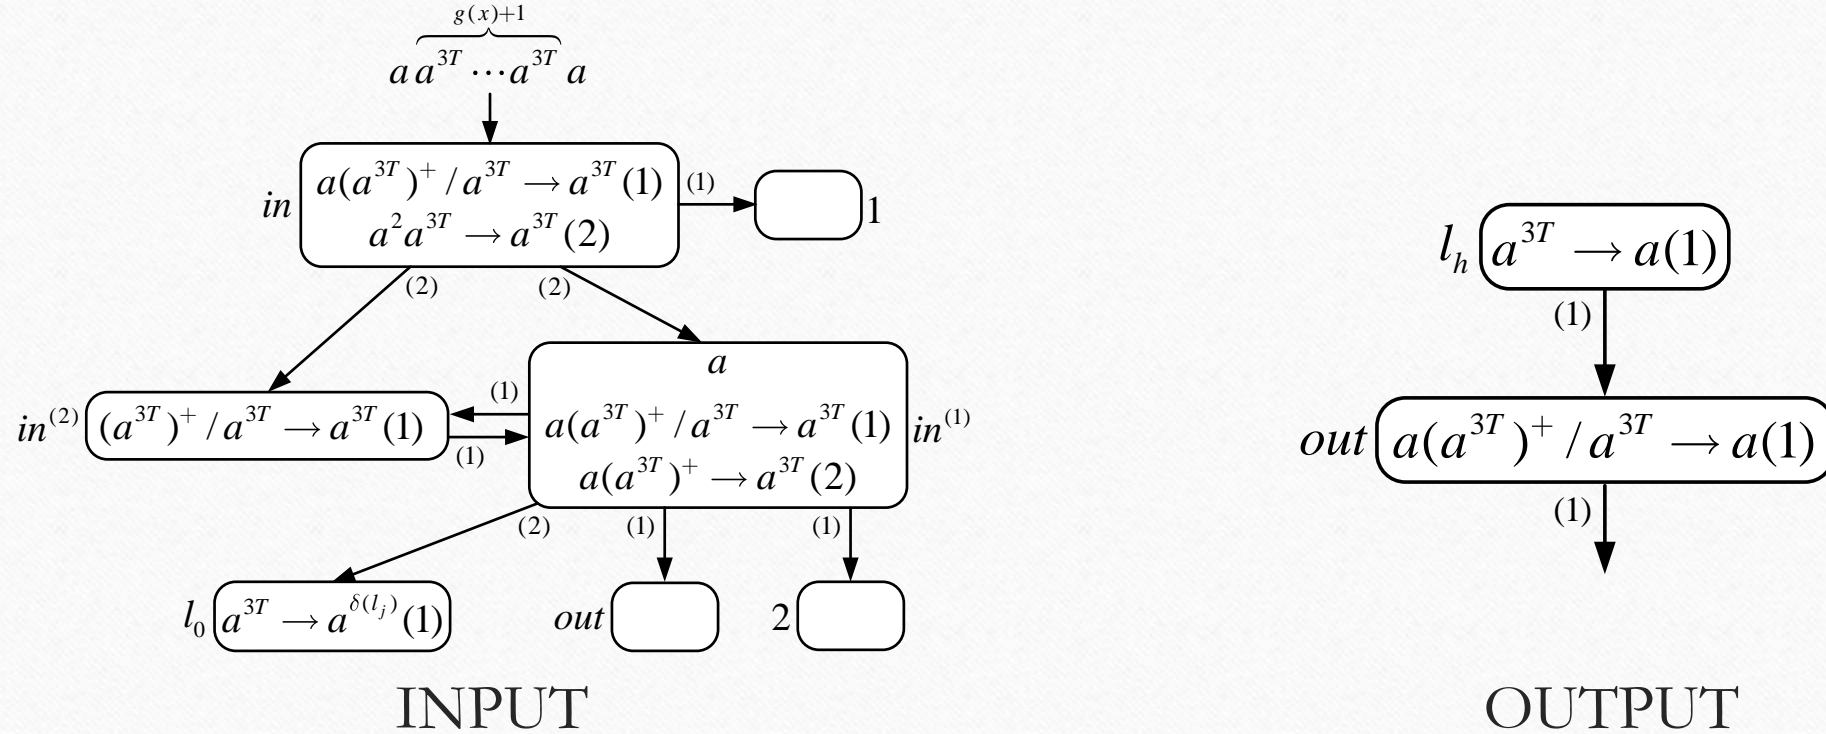 g(x)+1
a a^{3T} ⋯ a^{3T} a
in
a(a^{3T})^+ / a^{3T} → a^{3T}(1)
a^2 a^{3T} → a^{3T}(2)
(1)
1
(2)
(2)
in^{(2)}
(a^{3T})^+ / a^{3T} → a^{3T}(1)
(1)
(1)
a
a(a^{3T})^+ / a^{3T} → a^{3T}(1)
a(a^{3T})^+ → a^{3T}(2)
in^{(1)}
(2)
(1)
(1)
l_0
a^{3T} → a^{δ(l_j)}(1)
out
2
INPUT
l_h
a^{3T} → a(1)
(1)
out
a(a^{3T})^+ / a^{3T} → a(1)
(1)
OUTPUT